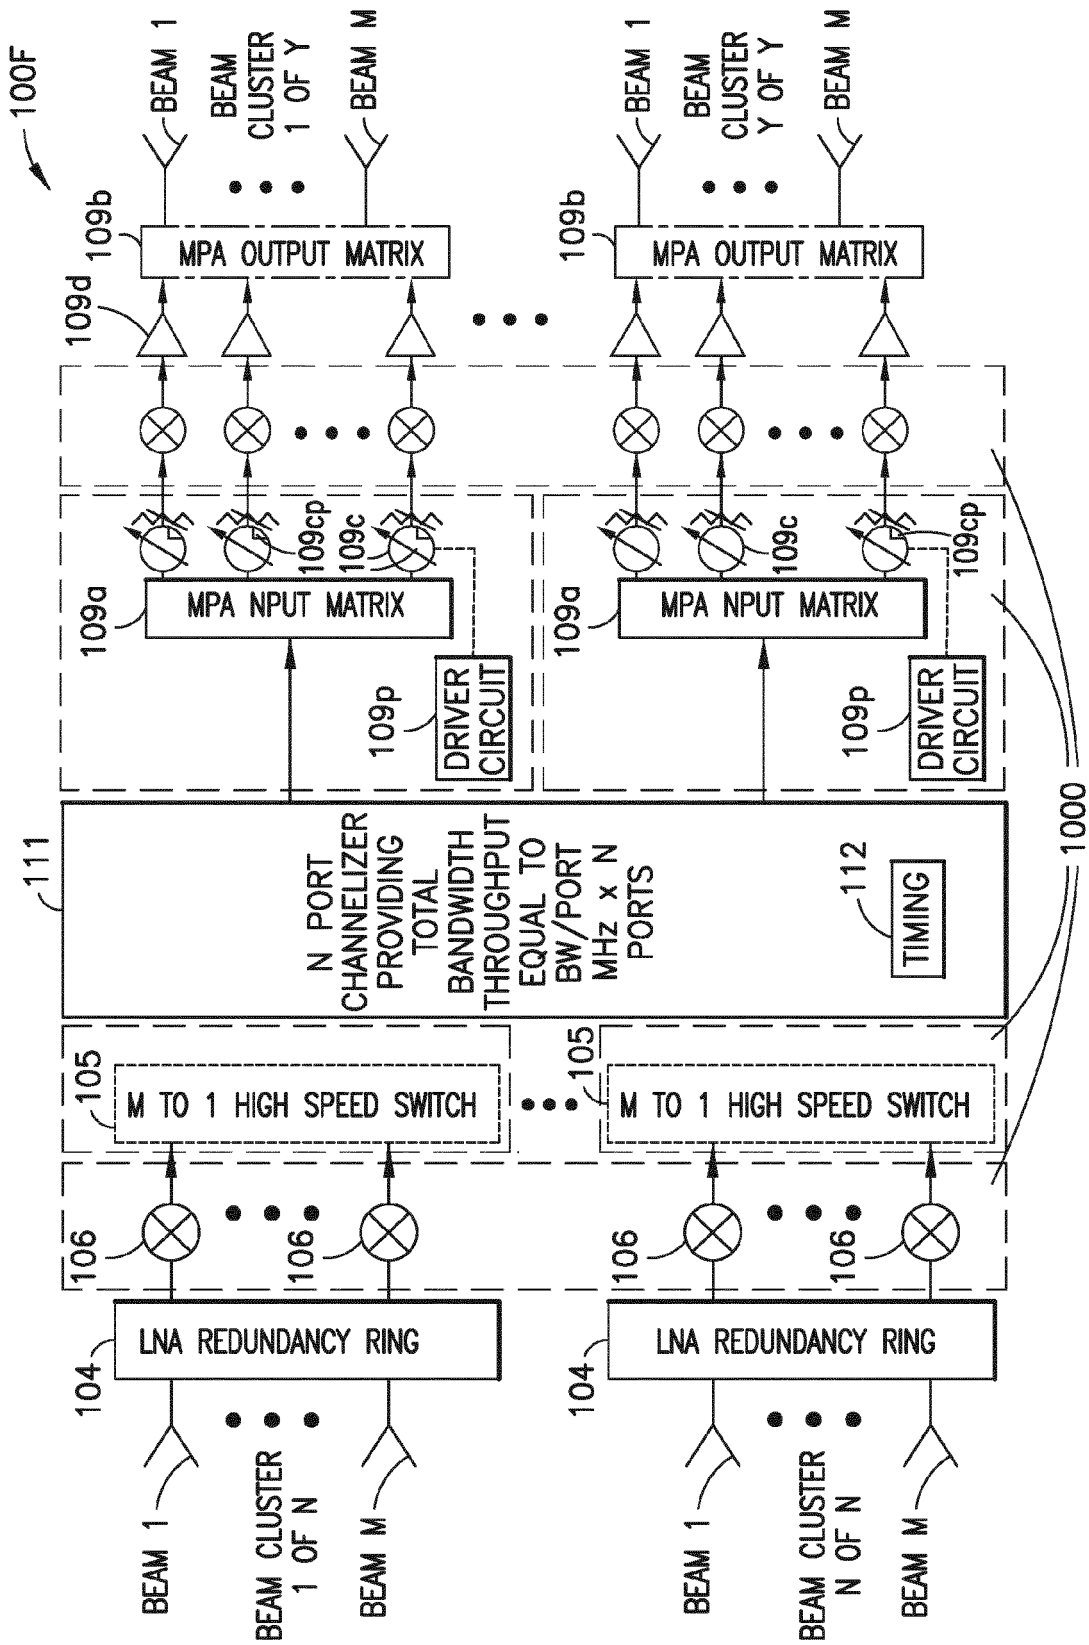 100F
BEAM 1
BEAM CLUSTER
1 OF N
BEAM M
104
LNA REDUNDANCY RING
106
106
105
M TO 1 HIGH SPEED SWITCH
BEAM 1
BEAM CLUSTER
N OF N
BEAM M
104
LNA REDUNDANCY RING
106
106
105
M TO 1 HIGH SPEED SWITCH
111
N PORT
CHANNELIZER
PROVIDING
TOTAL
BANDWIDTH
THROUGHPUT
EQUAL TO
BW/PORT
MHz x N
PORTS
112
TIMING
109a
MPA NPUT MATRIX
109p
DRIVER
CIRCUIT
109cp
109c
109d
109b
MPA OUTPUT MATRIX
BEAM 1
BEAM
CLUSTER
1 OF Y
BEAM M
109a
MPA NPUT MATRIX
109p
DRIVER
CIRCUIT
109c
109cp
109b
MPA OUTPUT MATRIX
BEAM 1
BEAM
CLUSTER
Y OF Y
BEAM M
1000